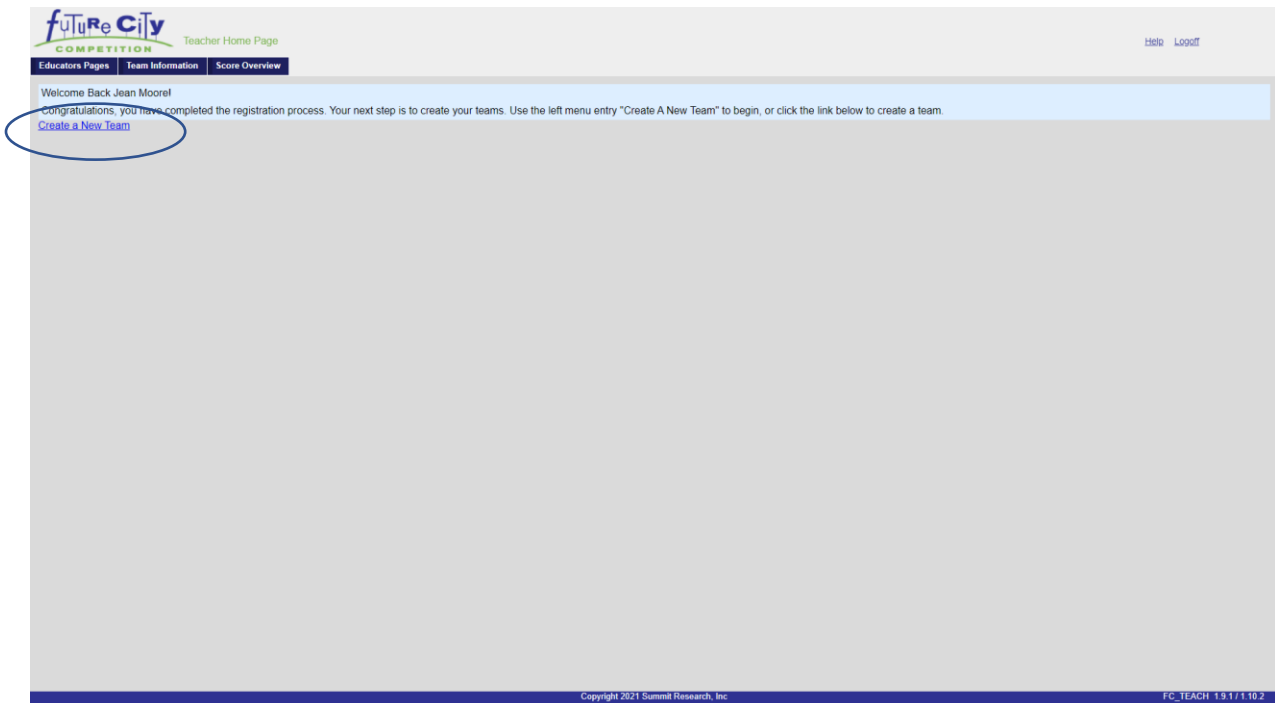 fuTuRe CiTy
COMPETITION
Teacher Home Page
Help Logoff
Educators Pages Team Information Score Overview
Welcome Back Jean Moore!
Congratulations, you have completed the registration process. Your next step is to create your teams. Use the left menu entry "Create A New Team" to begin, or click the link below to create a team.
Create a New Team
Copyright 2021 Summit Research, Inc
FC_TEACH 1.9.1 / 1.10.2